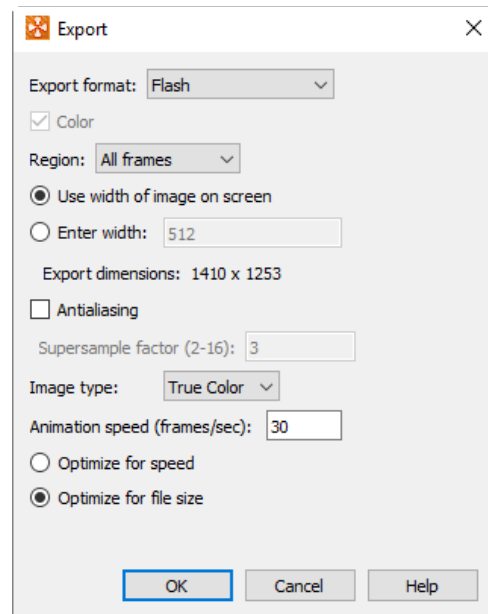 Export
Export format: Flash
Color
Region: All frames
Use width of image on screen
Enter width: 512
Export dimensions: 1410 x 1253
Antialiasing
Supersample factor (2-16): 3
Image type: True Color
Animation speed (frames/sec): 30
Optimize for speed
Optimize for file size
OK Cancel Help